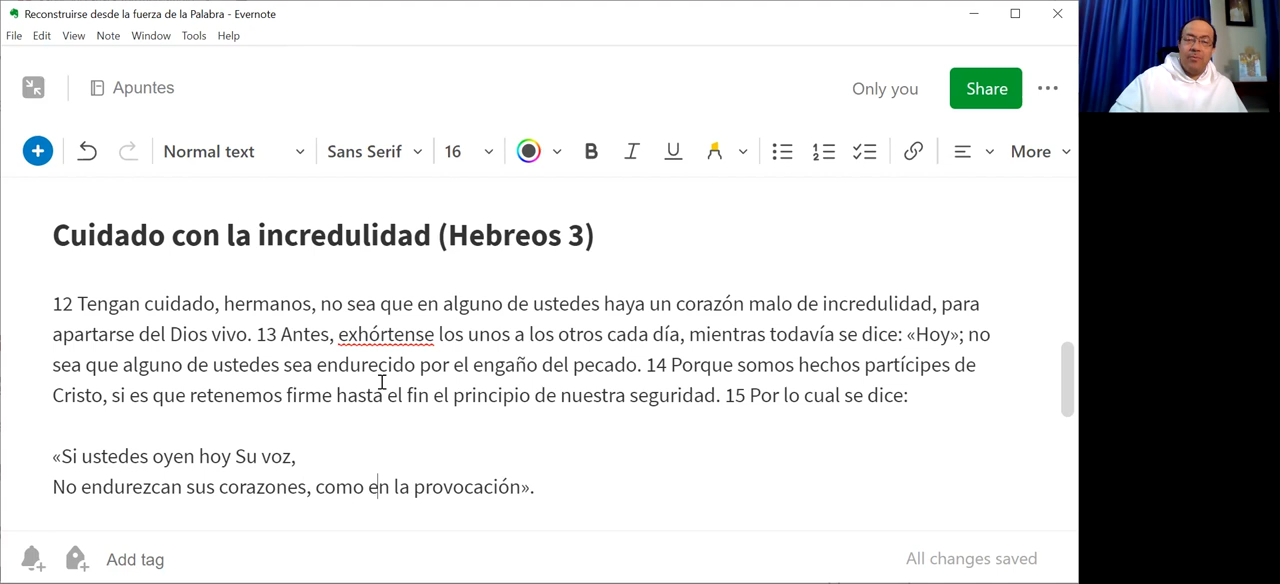 Reconstruirse desde la fuerza de la Palabra - Evernote
File Edit View Note Window Tools Help
Apuntes Only you Share
Normal text Sans Serif 16 B I U More
Cuidado con la incredulidad (Hebreos 3)
12 Tengan cuidado, hermanos, no sea que en alguno de ustedes haya un corazón malo de incredulidad, para
apartarse del Dios vivo. 13 Antes, exhórtense los unos a los otros cada día, mientras todavía se dice: «Hoy»; no
sea que alguno de ustedes sea endurecido por el engaño del pecado. 14 Porque somos hechos partícipes de
Cristo, si es que retenemos firme hasta el fin el principio de nuestra seguridad. 15 Por lo cual se dice:
«Si ustedes oyen hoy Su voz,
No endurezcan sus corazones, como en la provocación».
Add tag All changes saved